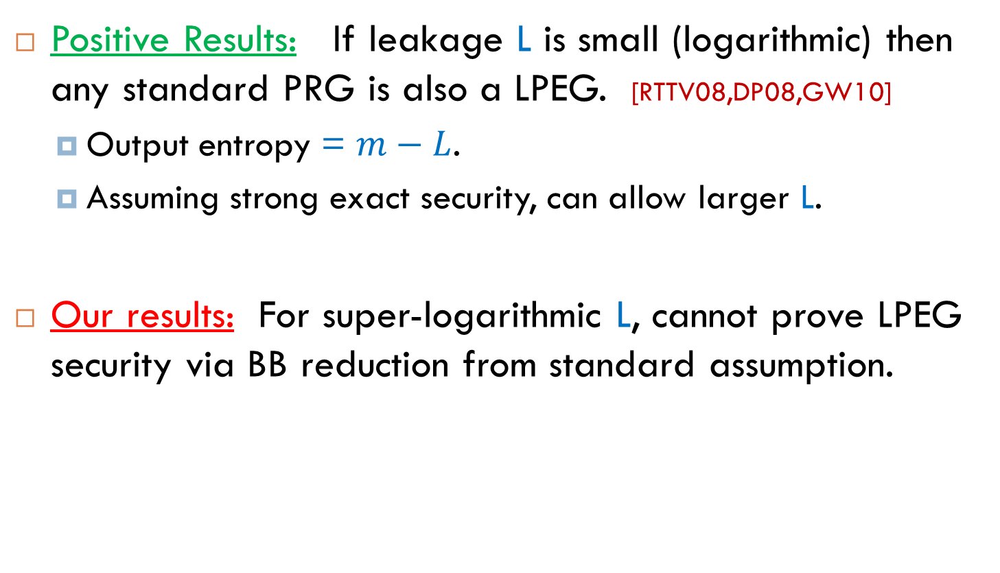 Positive Results: If leakage L is small (logarithmic) then
any standard PRG is also a LPEG. [RTTV08,DP08,GW10]
Output entropy = m − L.
Assuming strong exact security, can allow larger L.
Our results: For super-logarithmic L, cannot prove LPEG
security via BB reduction from standard assumption.